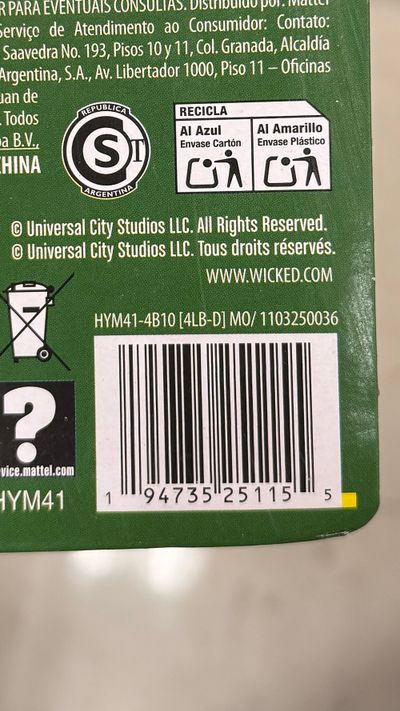 R PARA EVENTUAIS CONSULTAS. Distribuído por: Mattel
Serviço de Atendimento ao Consumidor: Contato:
Saavedra No. 193, Pisos 10 y 11, Col. Granada, Alcaldía
Argentina, S.A., Av. Libertador 1000, Piso 11 – Oficinas
uan de
. Todos
pa B.V.,
CHINA
REPUBLICA
S
T
ARGENTINA
RECICLA
Al Azul
Envase Cartón
Al Amarillo
Envase Plástico
© Universal City Studios LLC. All Rights Reserved.
© Universal City Studios LLC. Tous droits réservés.
WWW.WICKED.COM
HYM41-4B10 [4LB-D] MO/ 1103250036
?
vice.mattel.com
HYM41
1 94735 25115 5